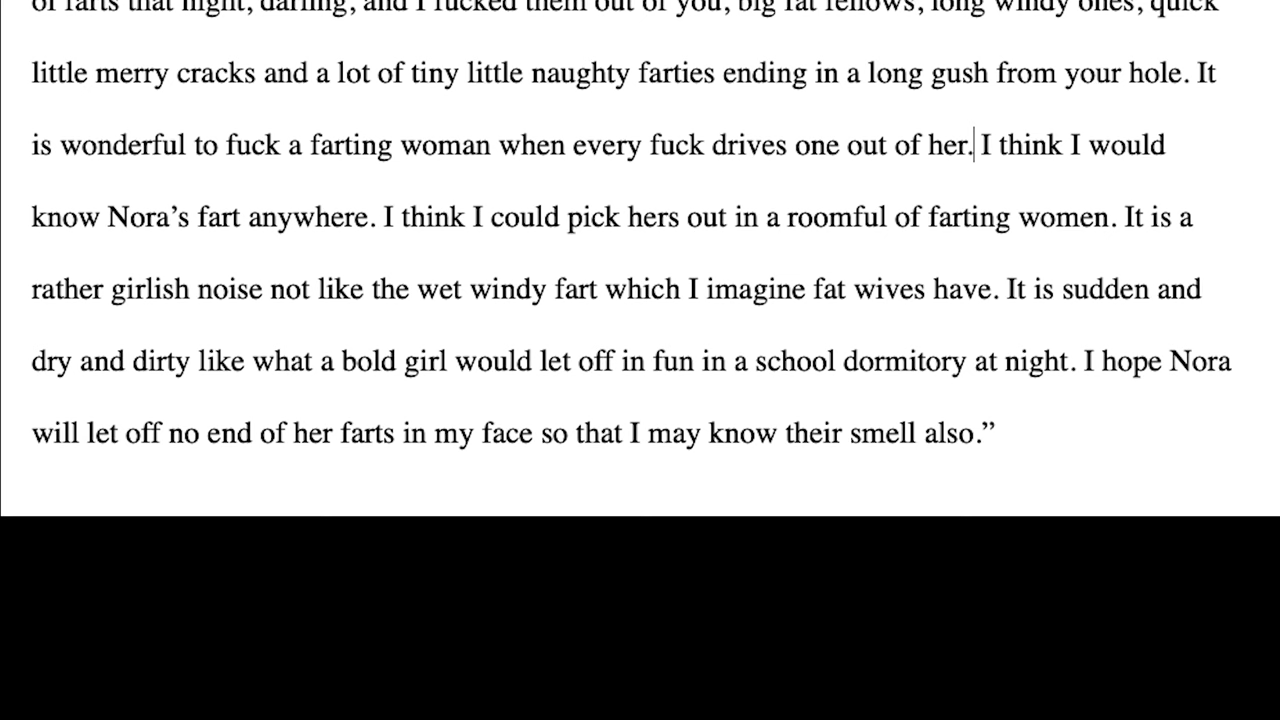 of farts that night, darling, and I fucked them out of you, big fat fellows, long windy ones, quick
little merry cracks and a lot of tiny little naughty farties ending in a long gush from your hole. It
is wonderful to fuck a farting woman when every fuck drives one out of her. I think I would
know Nora’s fart anywhere. I think I could pick hers out in a roomful of farting women. It is a
rather girlish noise not like the wet windy fart which I imagine fat wives have. It is sudden and
dry and dirty like what a bold girl would let off in fun in a school dormitory at night. I hope Nora
will let off no end of her farts in my face so that I may know their smell also.”